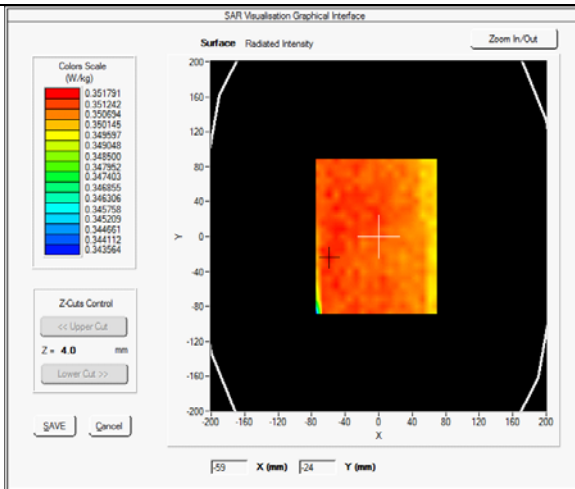 SAR Visualisation Graphical Interface
Surface Radiated Intensity
Zoom In/Out
Colors Scale
(W/kg)
0.351791
0.351242
0.350694
0.350145
0.349597
0.349048
0.348500
0.347952
0.347403
0.346855
0.346306
0.345758
0.345209
0.344661
0.344112
0.343564
Z-Cuts Control
<< Upper Cut
Z = 4.0 mm
Lower Cut >>
SAVE Cancel
200
160
120
80
40
0
-40
-80
-120
-160
-200
Y
-200 -160 -120 -80 -40 0 40 80 120 160 200
X
-59 X (mm) -24 Y (mm)